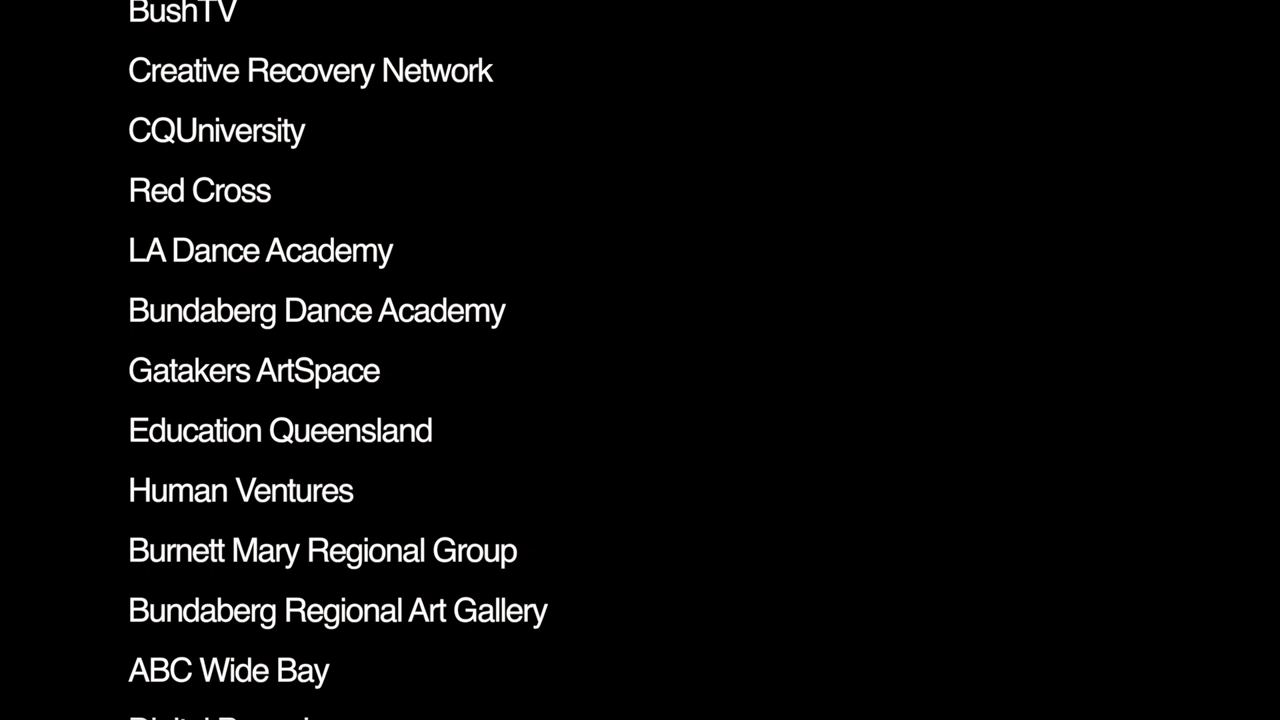 BushTV
Creative Recovery Network
CQUniversity
Red Cross
LA Dance Academy
Bundaberg Dance Academy
Gatakers ArtSpace
Education Queensland
Human Ventures
Burnett Mary Regional Group
Bundaberg Regional Art Gallery
ABC Wide Bay